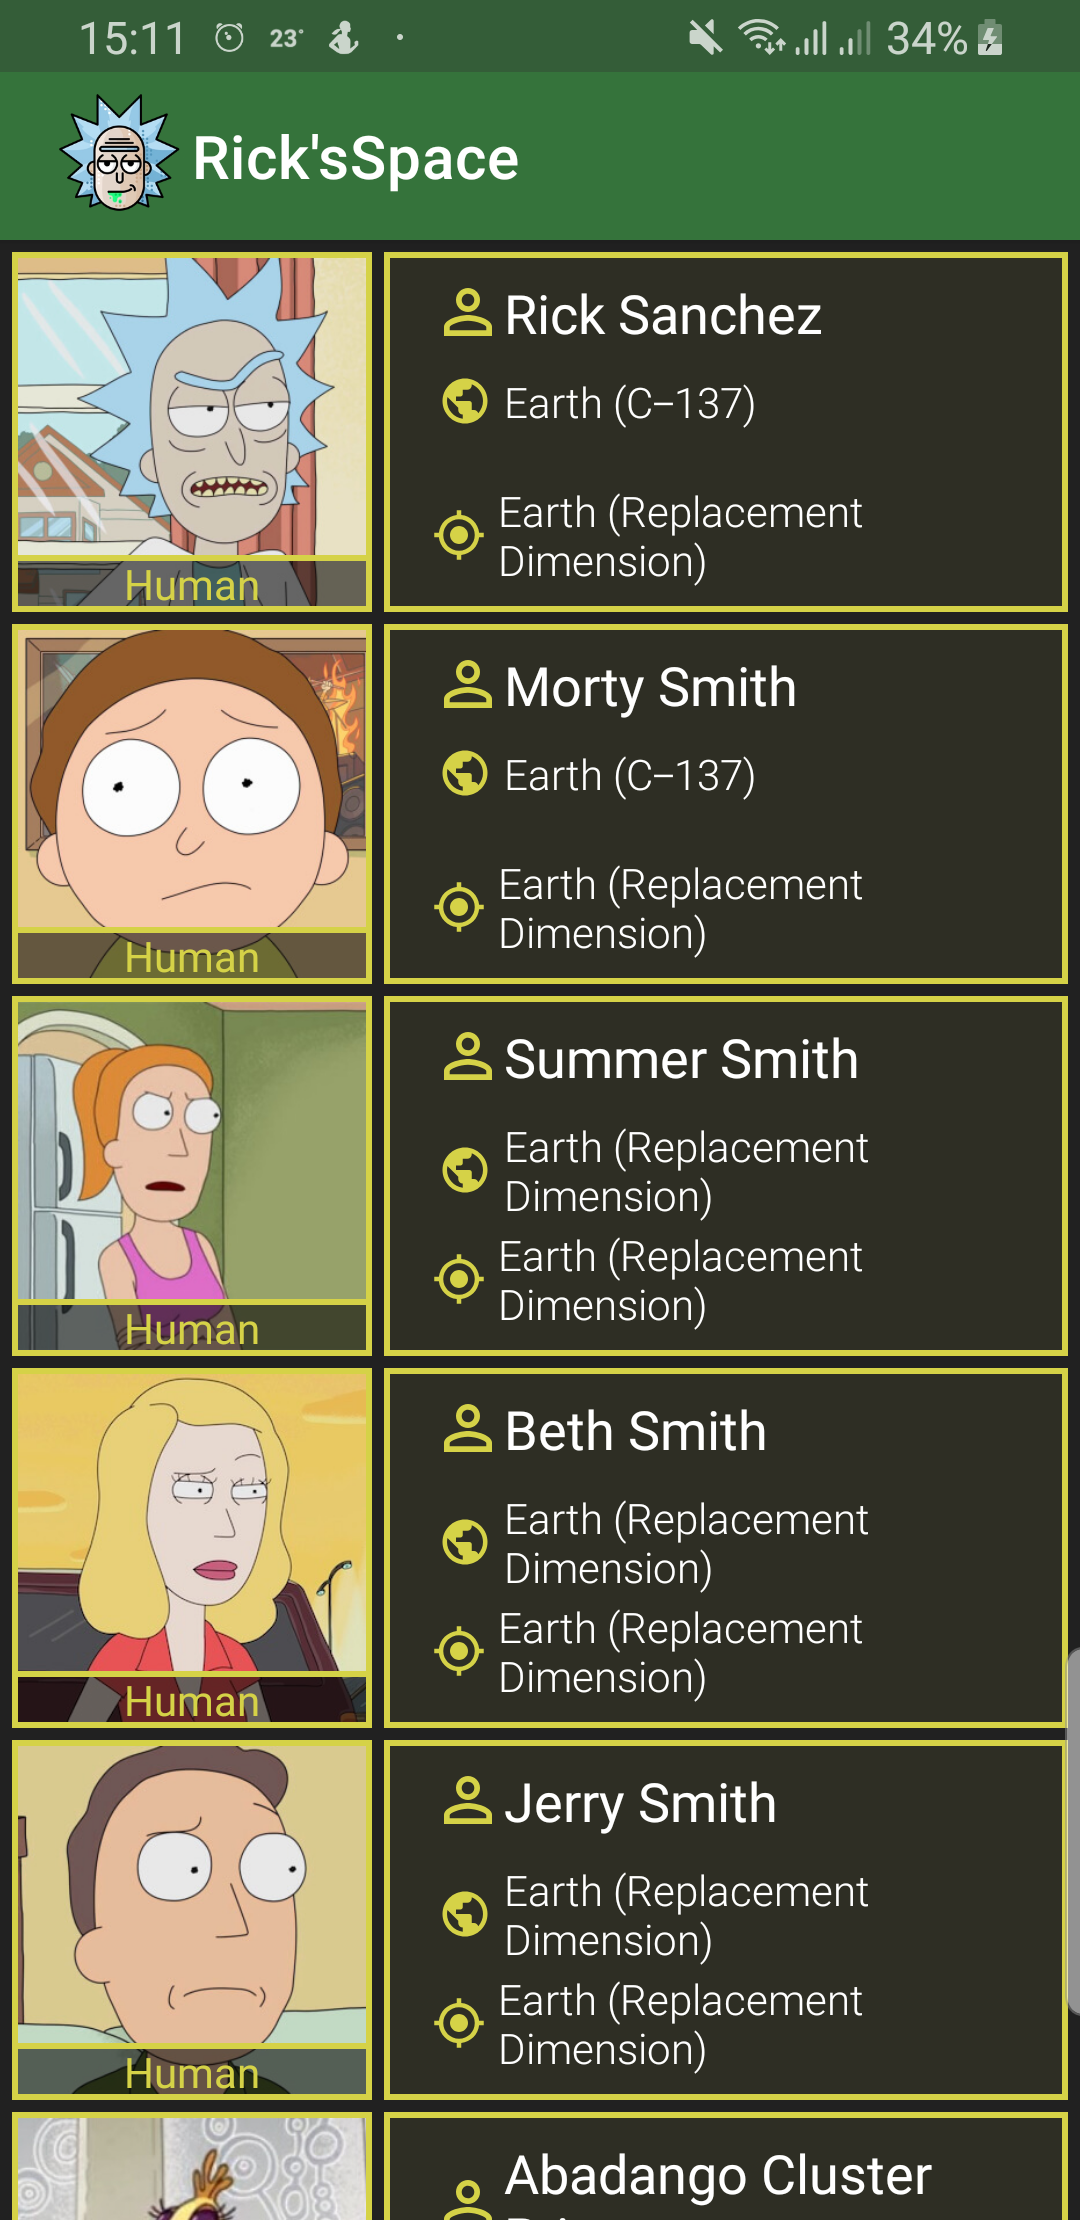 15:11 23° 34%
Rick'sSpace
Rick Sanchez
Earth (C-137)
Earth (Replacement
Dimension)
Human
Morty Smith
Earth (C-137)
Earth (Replacement
Dimension)
Human
Summer Smith
Earth (Replacement
Dimension)
Earth (Replacement
Dimension)
Human
Beth Smith
Earth (Replacement
Dimension)
Earth (Replacement
Dimension)
Human
Jerry Smith
Earth (Replacement
Dimension)
Earth (Replacement
Dimension)
Human
Abadango Cluster